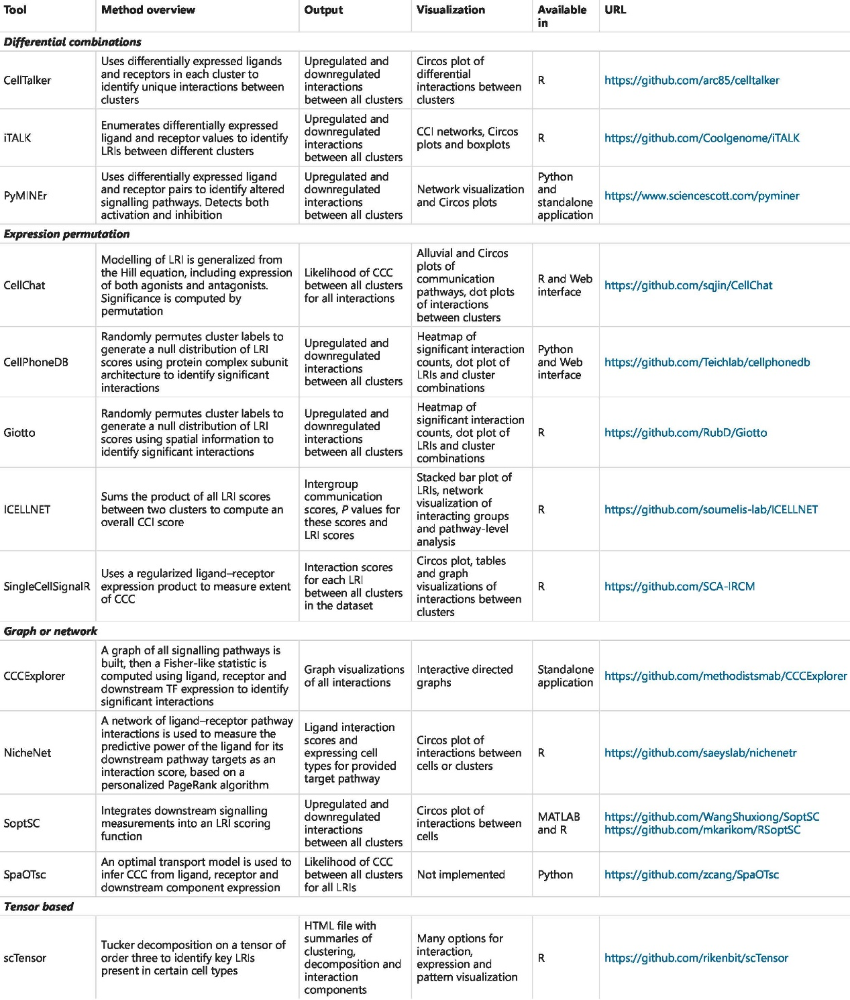 Tool Method overview Output Visualization Available in URL
Differential combinations
CellTalker
Uses differentially expressed ligands
and receptors in each cluster to
identify unique interactions between
clusters
Upregulated and
downregulated
interactions
between all clusters
Circos plot of
differential
interactions between
clusters
R
https://github.com/arc85/celltalker
iTALK
Enumerates differentially expressed
ligand and receptor values to identify
LRIs between different clusters
Upregulated and
downregulated
interactions
between all clusters
CCI networks, Circos
plots and boxplots
R
https://github.com/Coolgenome/iTALK
PyMINEr
Uses differentially expressed ligand
and receptor pairs to identify altered
signalling pathways. Detects both
activation and inhibition
Upregulated and
downregulated
interactions
between all clusters
Network visualization
and Circos plots
Python
and
standalone
application
https://www.sciencescott.com/pyminer
Expression permutation
CellChat
Modelling of LRI is generalized from
the Hill equation, including expression
of both agonists and antagonists.
Significance is computed by
permutation
Likelihood of CCC
between all clusters
for all interactions
Alluvial and Circos
plots of
communication
pathways, dot plots
of interactions
between clusters
R and Web
interface
https://github.com/sqjin/CellChat
CellPhoneDB
Randomly permutes cluster labels to
generate a null distribution of LRI
scores using protein complex subunit
architecture to identify significant
interactions
Upregulated and
downregulated
interactions
between all clusters
Heatmap of
significant interaction
counts, dot plot of
LRIs and cluster
combinations
Python
and Web
interface
https://github.com/Teichlab/cellphonedb
Giotto
Randomly permutes cluster labels to
generate a null distribution of LRI
scores using spatial information to
identify significant interactions
Upregulated and
downregulated
interactions
between all clusters
Heatmap of
significant interaction
counts, dot plot of
LRIs and cluster
combinations
R
https://github.com/RubD/Giotto
ICELLNET
Sums the product of all LRI scores
between two clusters to compute an
overall CCI score
Intergroup
communication
scores, P values for
these scores and
LRI scores
Stacked bar plot of
LRIs, network
visualization of
interacting groups
and pathway-level
analysis
R
https://github.com/soumelis-lab/ICELLNET
SingleCellSignalR
Uses a regularized ligand–receptor
expression product to measure extent
of CCC
Interaction scores
for each LRI
between all clusters
in the dataset
Circos plot, tables
and graph
visualizations of
interactions between
clusters
R
https://github.com/SCA-IRCM
Graph or network
CCCExplorer
A graph of all signalling pathways is
built, then a Fisher-like statistic is
computed using ligand, receptor and
downstream TF expression to identify
significant interactions
Graph visualizations
of all interactions
Interactive directed
graphs
Standalone
application
https://github.com/methodistsmab/CCCExplorer
NicheNet
A network of ligand–receptor pathway
interactions is used to measure the
predictive power of the ligand for its
downstream pathway targets as an
interaction score, based on a
personalized PageRank algorithm
Ligand interaction
scores and
expressing cell
types for provided
target pathway
Circos plot of
interactions between
cells or clusters
R
https://github.com/saeyslab/nichenetr
SoptSC
Integrates downstream signalling
measurements into an LRI scoring
function
Upregulated and
downregulated
interactions
between all clusters
Circos plot of
interactions between
cells
MATLAB
and R
https://github.com/WangShuxiong/SoptSC
https://github.com/mkarikom/RSoptSC
SpaOTsc
An optimal transport model is used to
infer CCC from ligand, receptor and
downstream component expression
Likelihood of CCC
between all clusters
for all LRIs
Not implemented
Python
https://github.com/zcang/SpaOTsc
Tensor based
scTensor
Tucker decomposition on a tensor of
order three to identify key LRIs
present in certain cell types
HTML file with
summaries of
clustering,
decomposition and
interaction
components
Many options for
interaction,
expression and
pattern visualization
R
https://github.com/rikenbit/scTensor